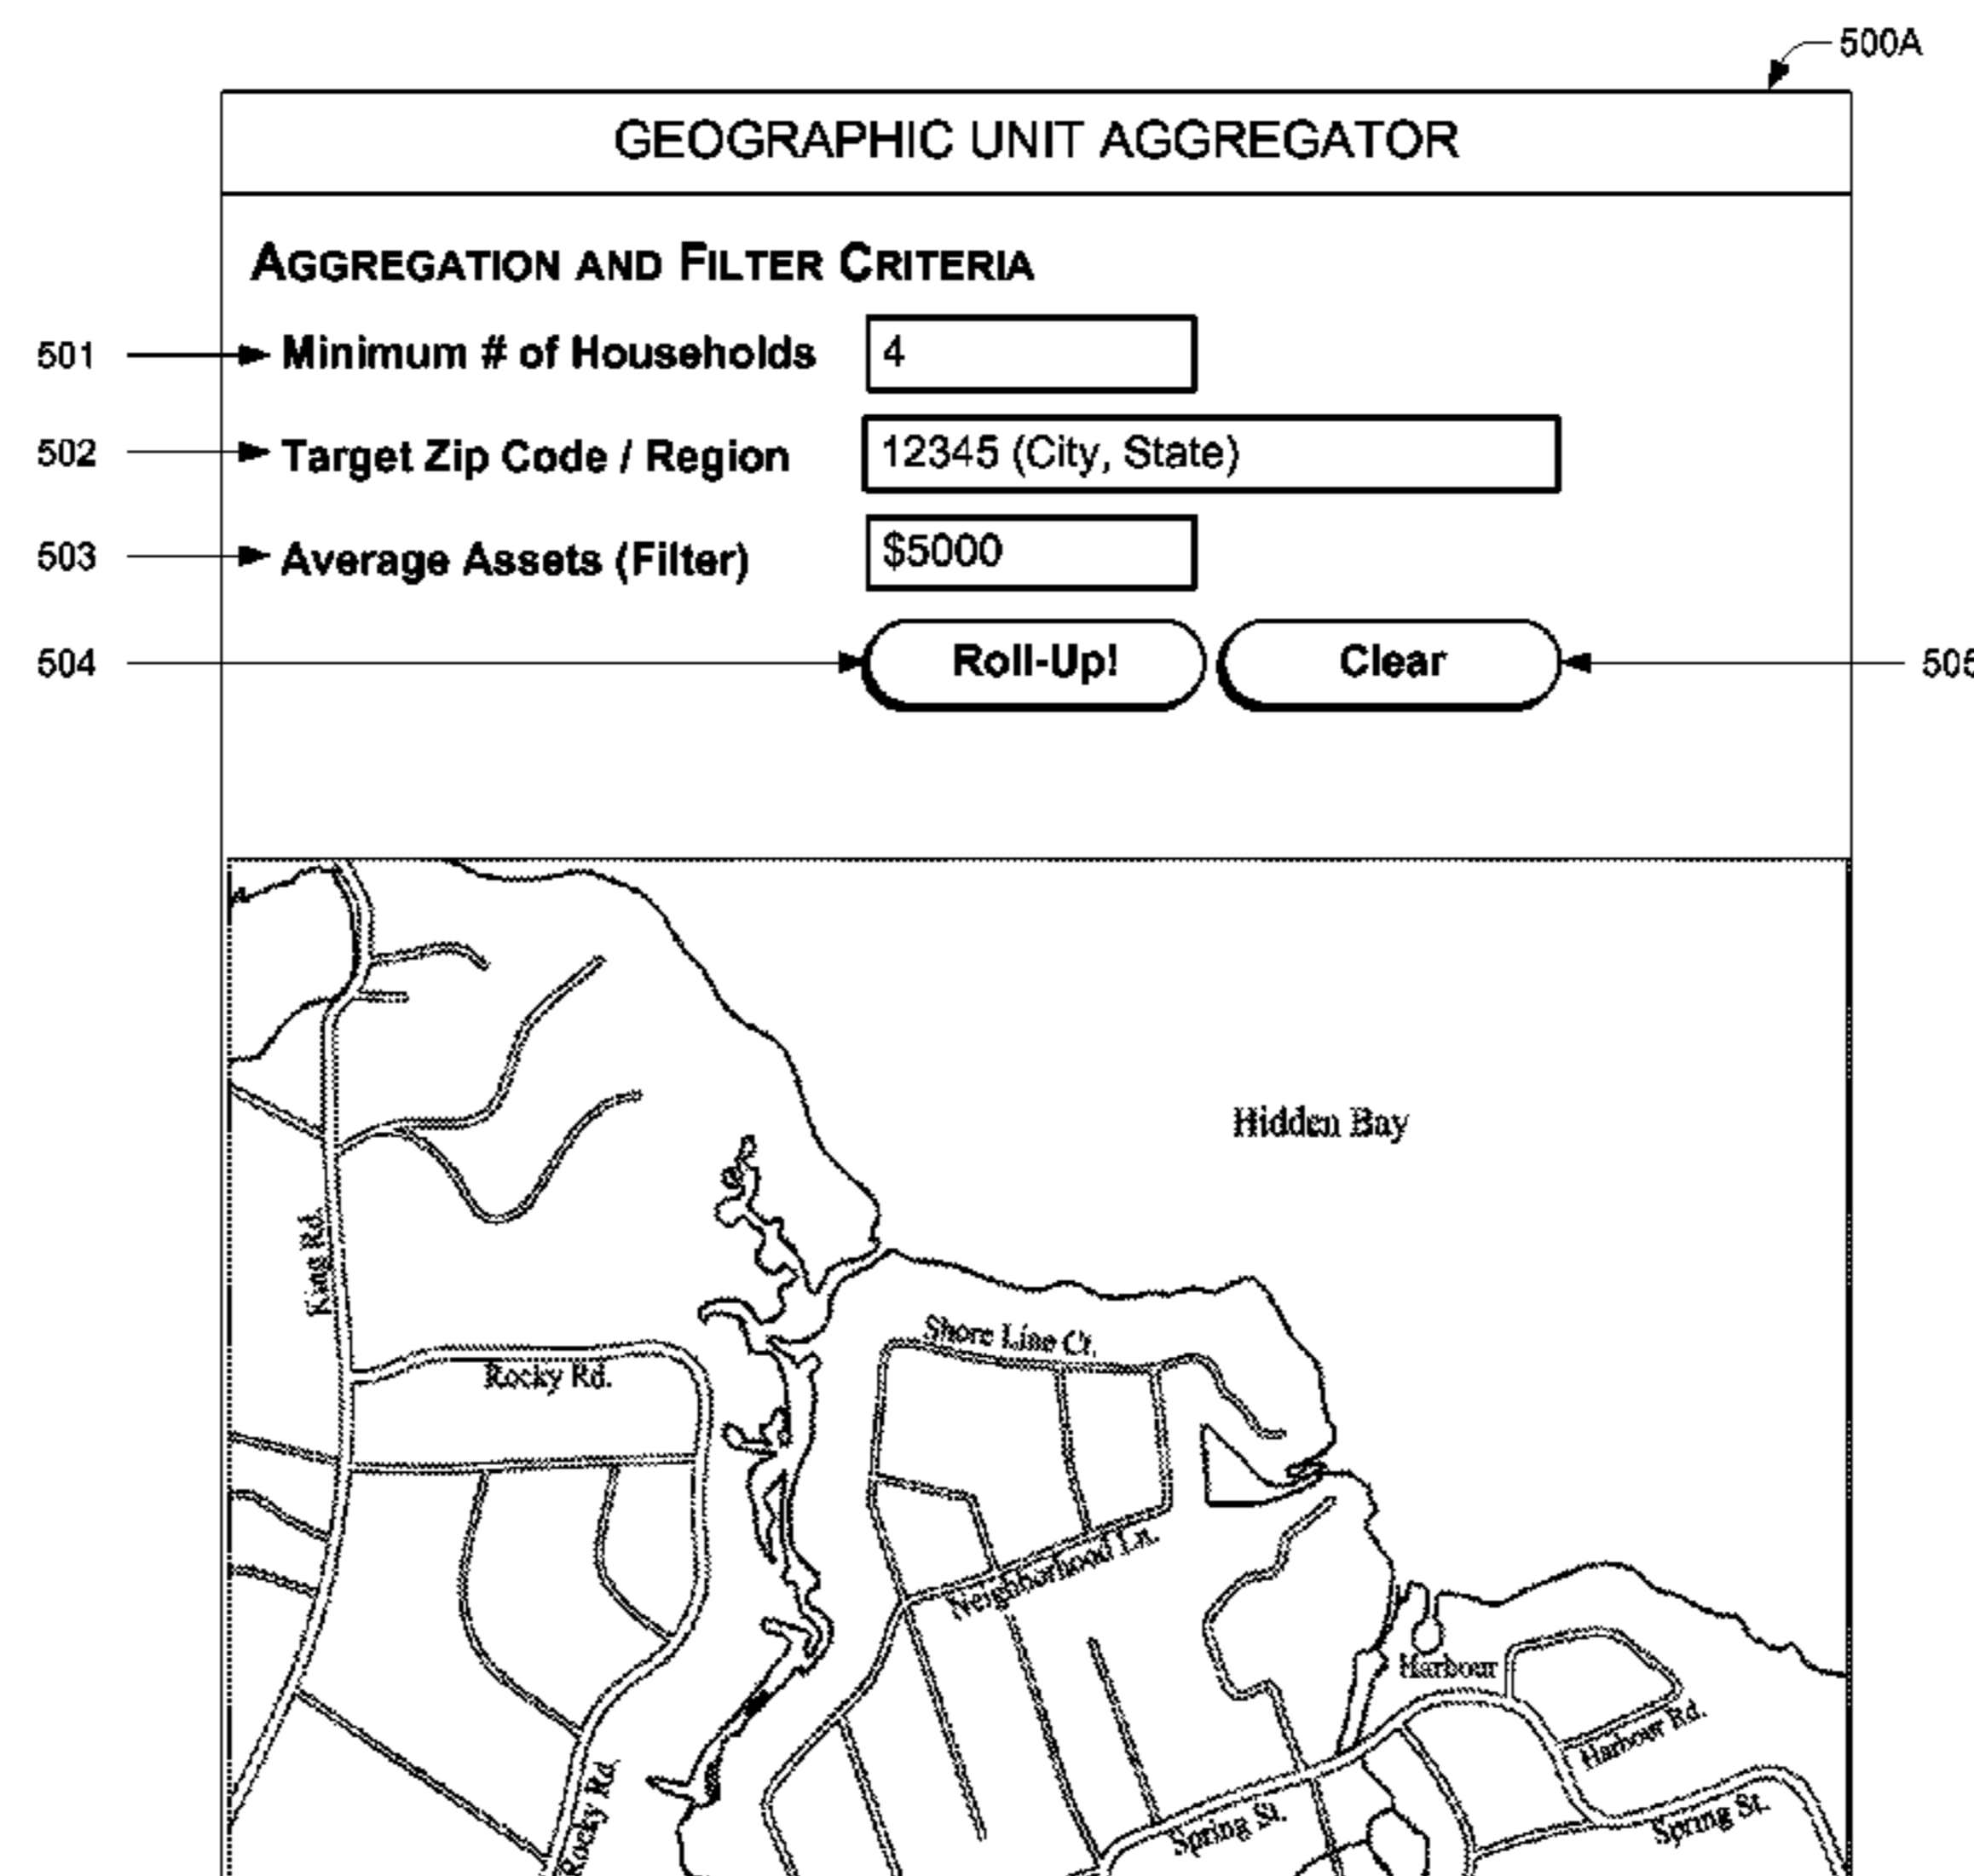 500A
GEOGRAPHIC UNIT AGGREGATOR
AGGREGATION AND FILTER CRITERIA
501 Minimum # of Households 4
502 Target Zip Code / Region 12345 (City, State)
503 Average Assets (Filter) $5000
504 Roll-Up! Clear
Hidden Bay
King Rd.
Shore Line Ct.
Rocky Rd.
Neighborhood Ln.
Harbour
Harbour Rd.
Rocky Rd.
Spring St.
Spring St.